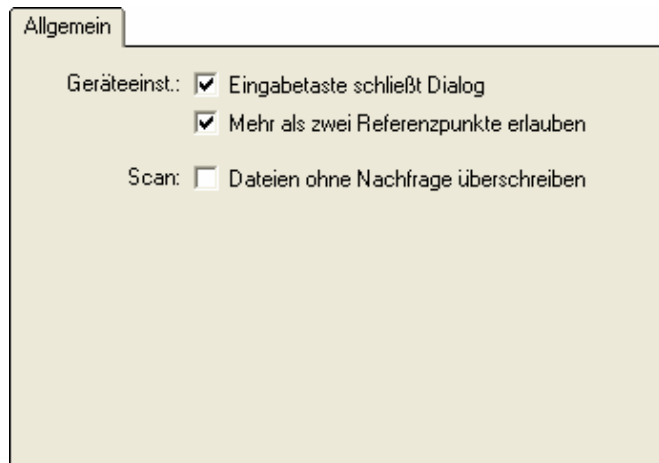 Allgemein
Geräteeinst.: Eingabetaste schließt Dialog
Mehr als zwei Referenzpunkte erlauben
Scan: Dateien ohne Nachfrage überschreiben